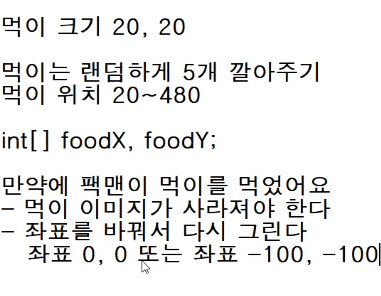 먹이 크기 20, 20
먹이는 랜덤하게 5개 깔아주기
먹이 위치 20~480
int[] foodX, foodY;
만약에 팩맨이 먹이를 먹었어요
- 먹이 이미지가 사라져야 한다
- 좌표를 바꿔서 다시 그린다
좌표 0, 0 또는 좌표 -100, -100